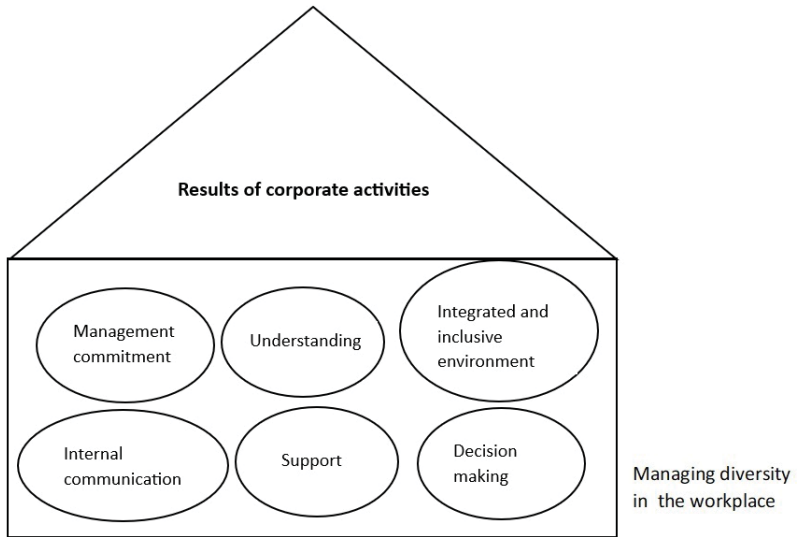 Results of corporate activities
Management
commitment
Understanding
Integrated and
inclusive
environment
Internal
communication
Support
Decision
making
Managing diversity
in the workplace